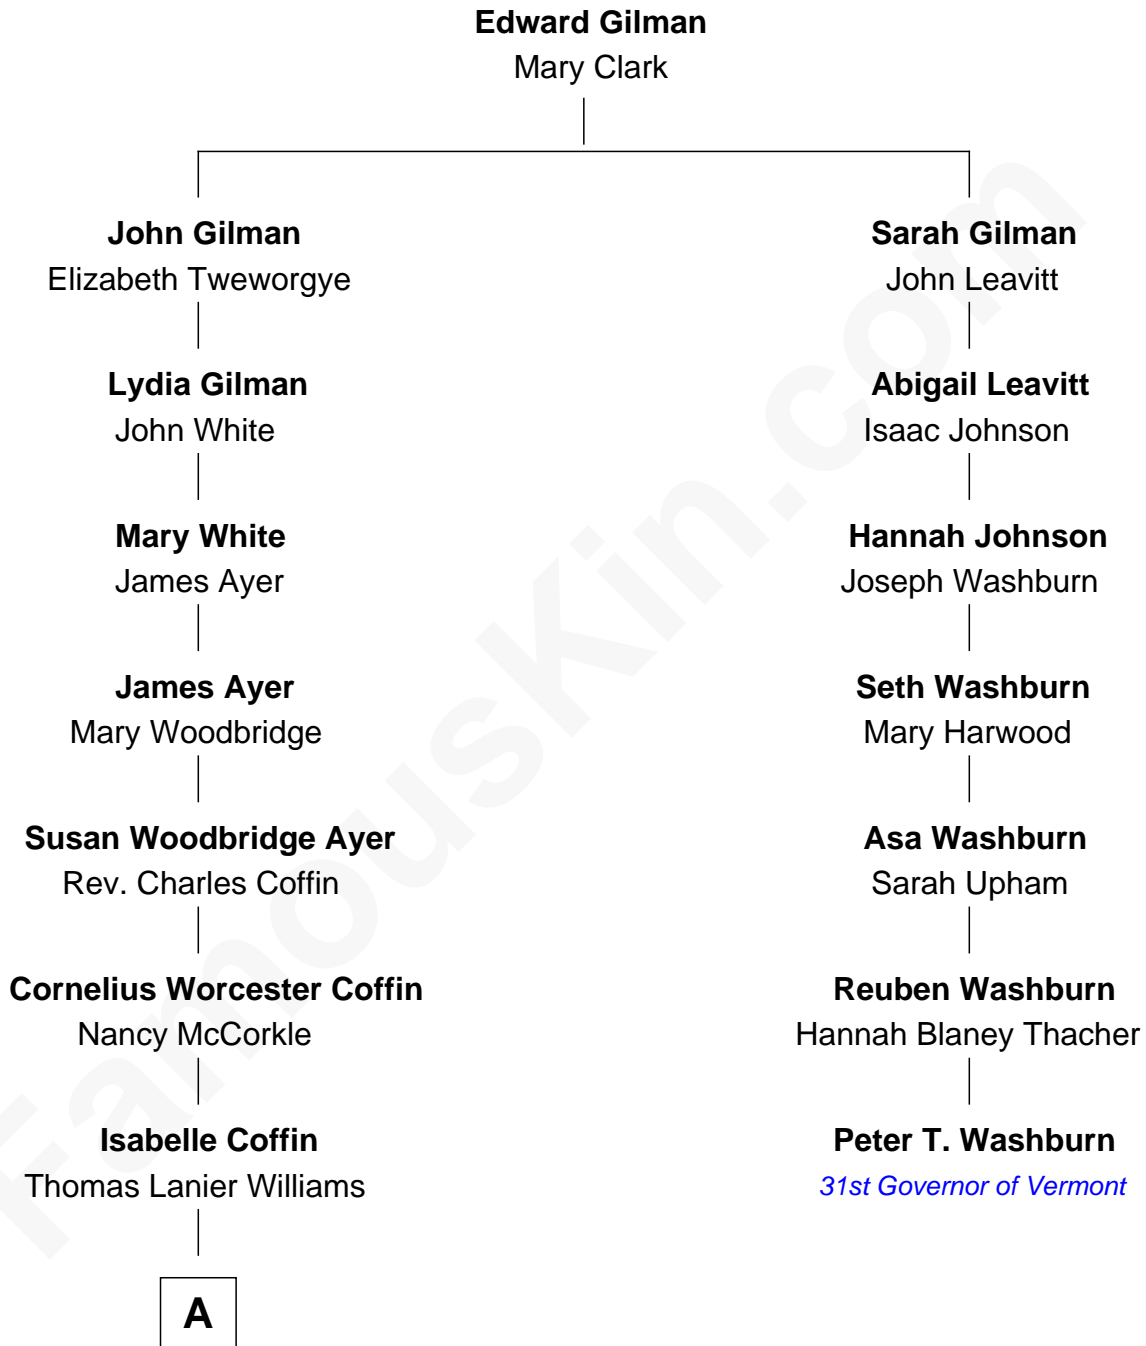 Edward Gilman
Mary Clark
John Gilman
Elizabeth Tweworgye
Lydia Gilman
John White
Mary White
James Ayer
James Ayer
Mary Woodbridge
Susan Woodbridge Ayer
Rev. Charles Coffin
Cornelius Worcester Coffin
Nancy McCorkle
Isabelle Coffin
Thomas Lanier Williams
A
Sarah Gilman
John Leavitt
Abigail Leavitt
Isaac Johnson
Hannah Johnson
Joseph Washburn
Seth Washburn
Mary Harwood
Asa Washburn
Sarah Upham
Reuben Washburn
Hannah Blaney Thacher
Peter T. Washburn
31st Governor of Vermont
FamousKin.com